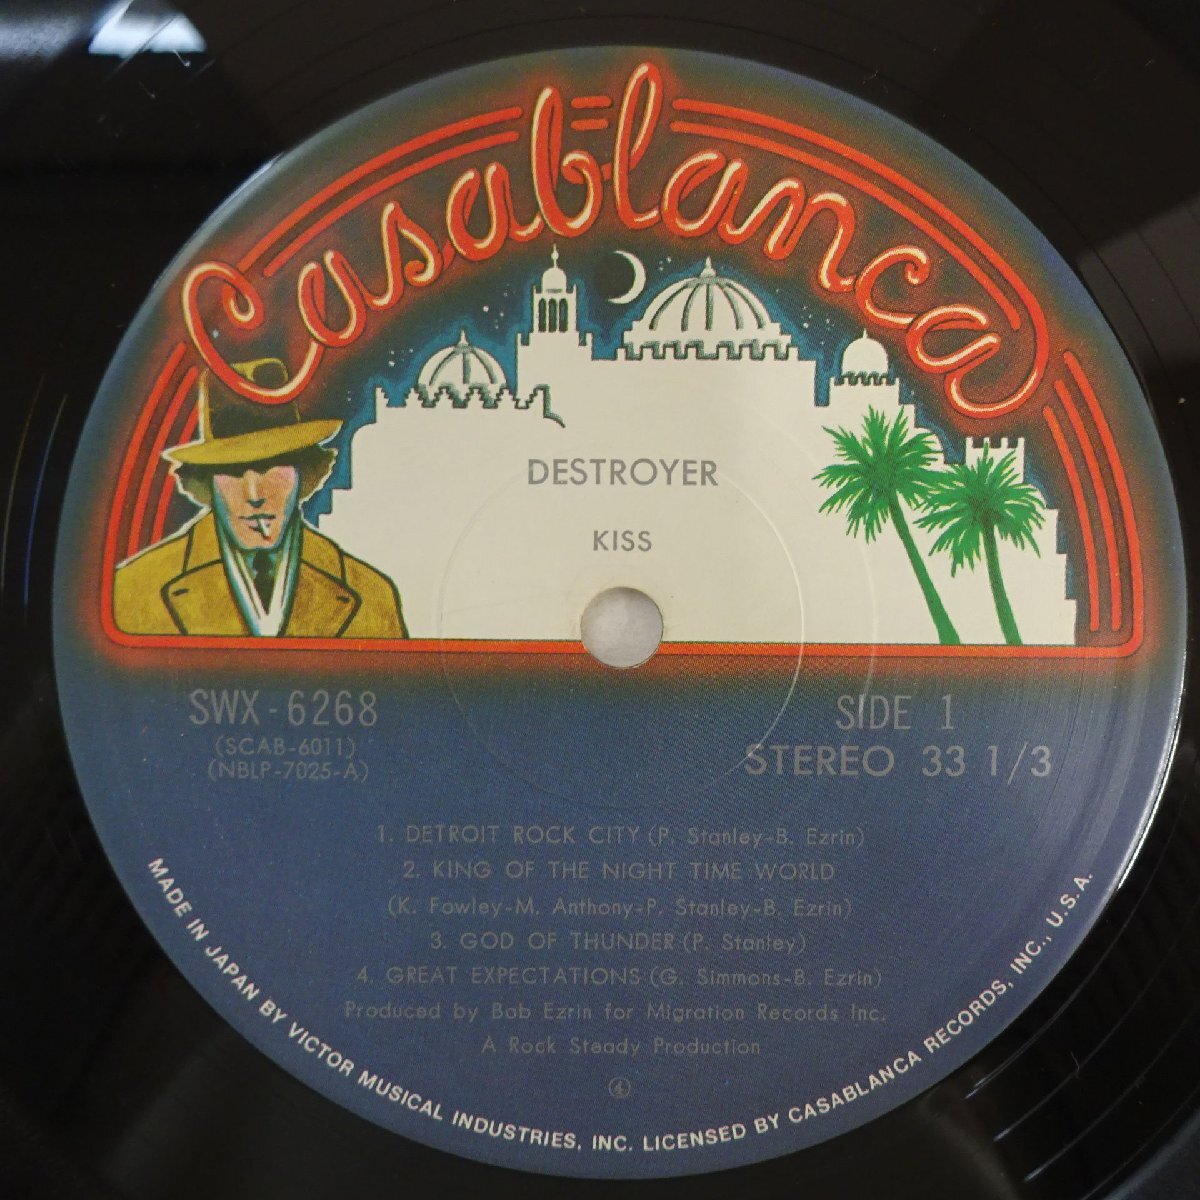 Casablanca
DESTROYER
KISS
SWX-6268
(SCAB-6011)
(NBLP-7025-A)
SIDE 1
STEREO 33 1/3
1. DETROIT ROCK CITY (P. Stanley-B. Ezrin)
2. KING OF THE NIGHT TIME WORLD
(K. Fowley-M. Anthony-P. Stanley-B. Ezrin)
3. GOD OF THUNDER (P. Stanley)
4. GREAT EXPECTATIONS (G. Simmons-B. Ezrin)
Produced by Bob Ezrin for Migration Records Inc.
A Rock Steady Production
④
MADE IN JAPAN BY VICTOR MUSICAL INDUSTRIES, INC. LICENSED BY CASABLANCA RECORDS, INC., U.S.A.